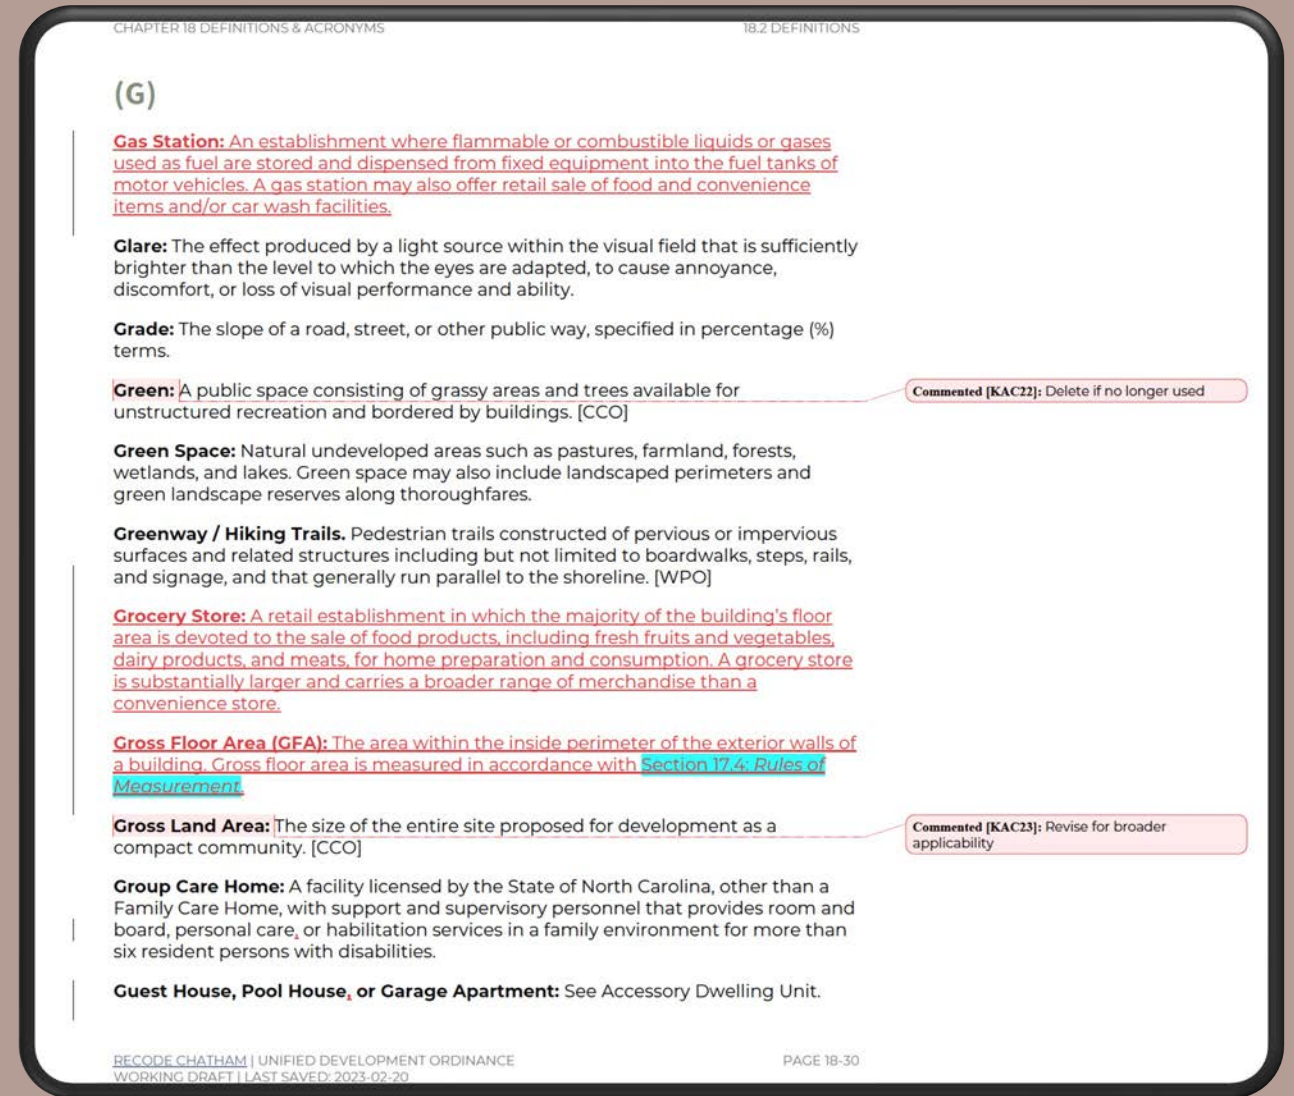 CHAPTER 18 DEFINITIONS & ACRONYMS 18.2 DEFINITIONS
(G)
Gas Station: An establishment where flammable or combustible liquids or gases
used as fuel are stored and dispensed from fixed equipment into the fuel tanks of
motor vehicles. A gas station may also offer retail sale of food and convenience
items and/or car wash facilities.
Glare: The effect produced by a light source within the visual field that is sufficiently
brighter than the level to which the eyes are adapted, to cause annoyance,
discomfort, or loss of visual performance and ability.
Grade: The slope of a road, street, or other public way, specified in percentage (%)
terms.
Green: A public space consisting of grassy areas and trees available for
unstructured recreation and bordered by buildings. [CCO]
Commented [KAC22]: Delete if no longer used
Green Space: Natural undeveloped areas such as pastures, farmland, forests,
wetlands, and lakes. Green space may also include landscaped perimeters and
green landscape reserves along thoroughfares.
Greenway / Hiking Trails. Pedestrian trails constructed of pervious or impervious
surfaces and related structures including but not limited to boardwalks, steps, rails,
and signage, and that generally run parallel to the shoreline. [WPO]
Grocery Store: A retail establishment in which the majority of the building's floor
area is devoted to the sale of food products, including fresh fruits and vegetables,
dairy products, and meats, for home preparation and consumption. A grocery store
is substantially larger and carries a broader range of merchandise than a
convenience store.
Gross Floor Area (GFA): The area within the inside perimeter of the exterior walls of
a building. Gross floor area is measured in accordance with Section 17.4: Rules of
Measurement.
Gross Land Area: The size of the entire site proposed for development as a
compact community. [CCO]
Commented [KAC23]: Revise for broader
applicability
Group Care Home: A facility licensed by the State of North Carolina, other than a
Family Care Home, with support and supervisory personnel that provides room and
board, personal care, or habilitation services in a family environment for more than
six resident persons with disabilities.
Guest House, Pool House, or Garage Apartment: See Accessory Dwelling Unit.
RECODE CHATHAM | UNIFIED DEVELOPMENT ORDINANCE PAGE 18-30
WORKING DRAFT | LAST SAVED: 2023-02-20